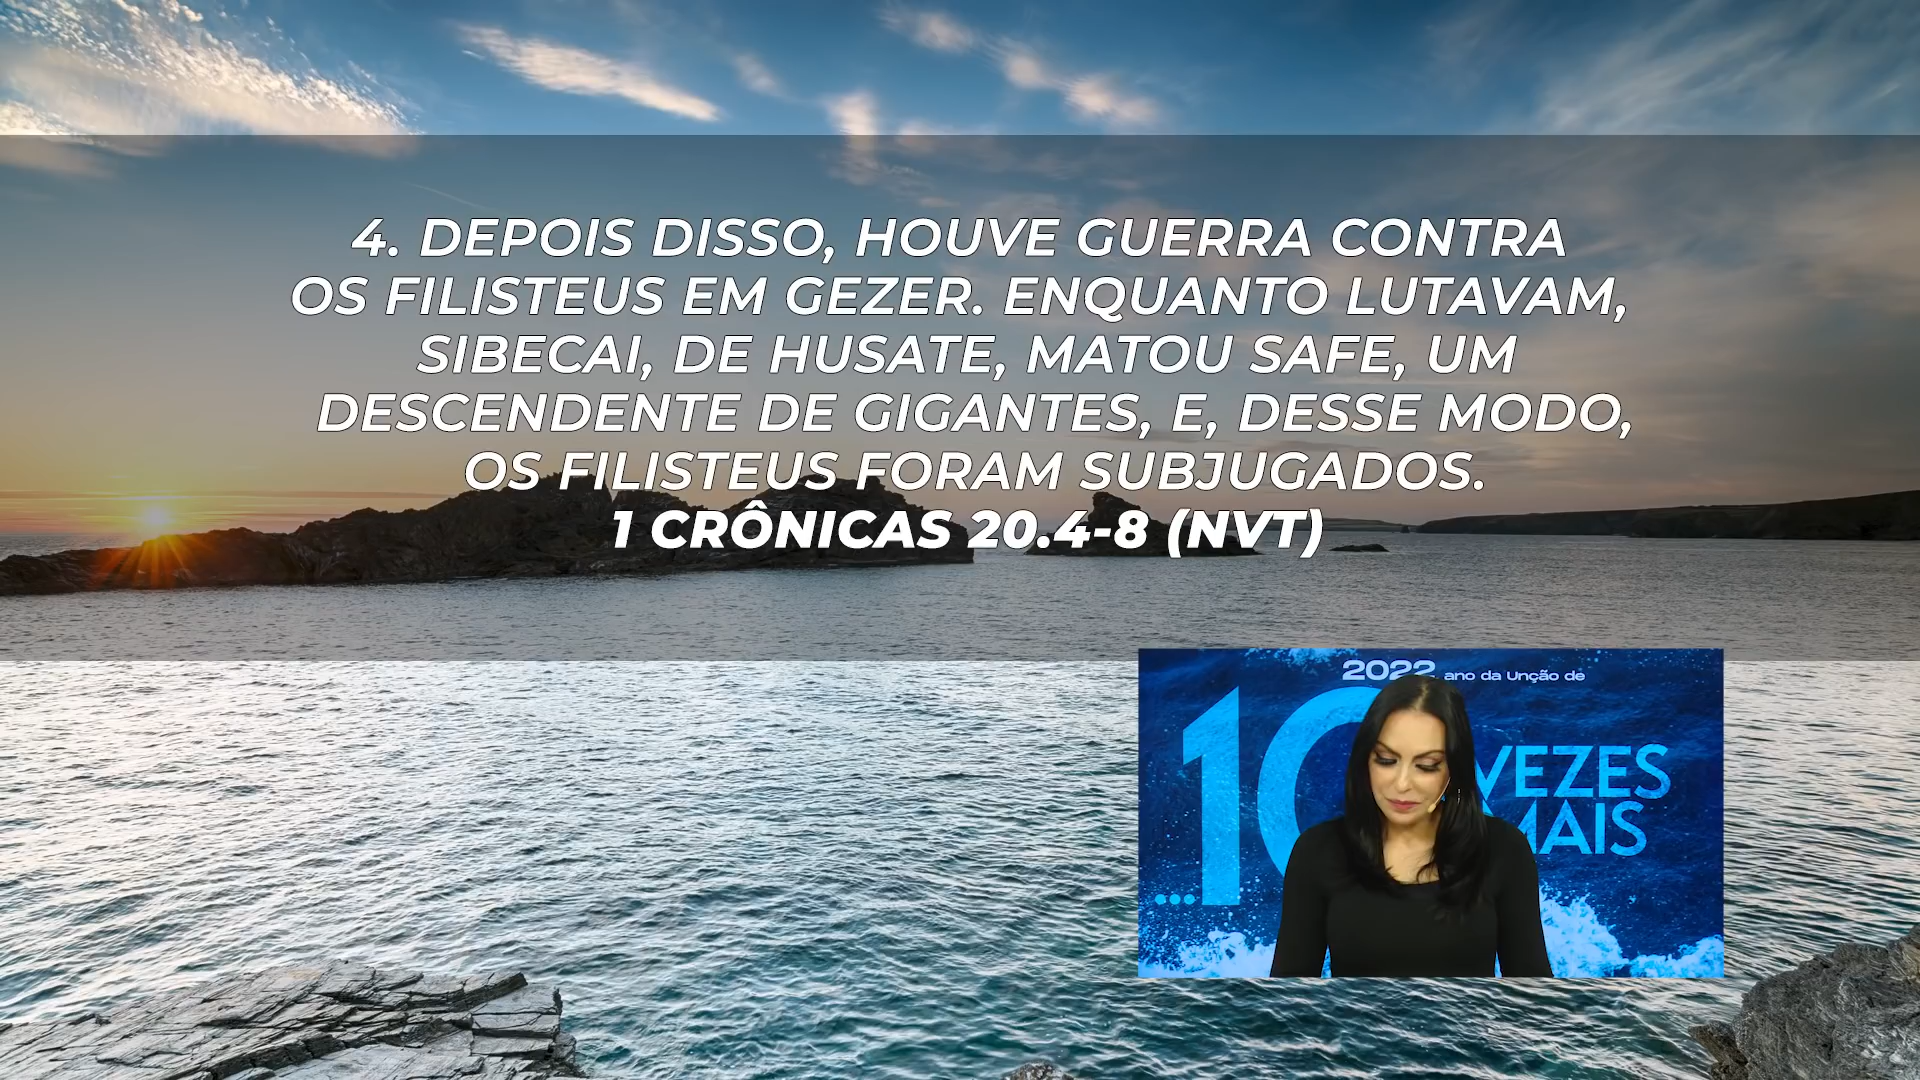 4. DEPOIS DISSO, HOUVE GUERRA CONTRA
OS FILISTEUS EM GEZER. ENQUANTO LUTAVAM,
SIBECAI, DE HUSATE, MATOU SAFE, UM
DESCENDENTE DE GIGANTES, E, DESSE MODO,
OS FILISTEUS FORAM SUBJUGADOS.
1 CRÔNICAS 20.4-8 (NVT)
2022 ano da Unção de
...10
VEZES
MAIS